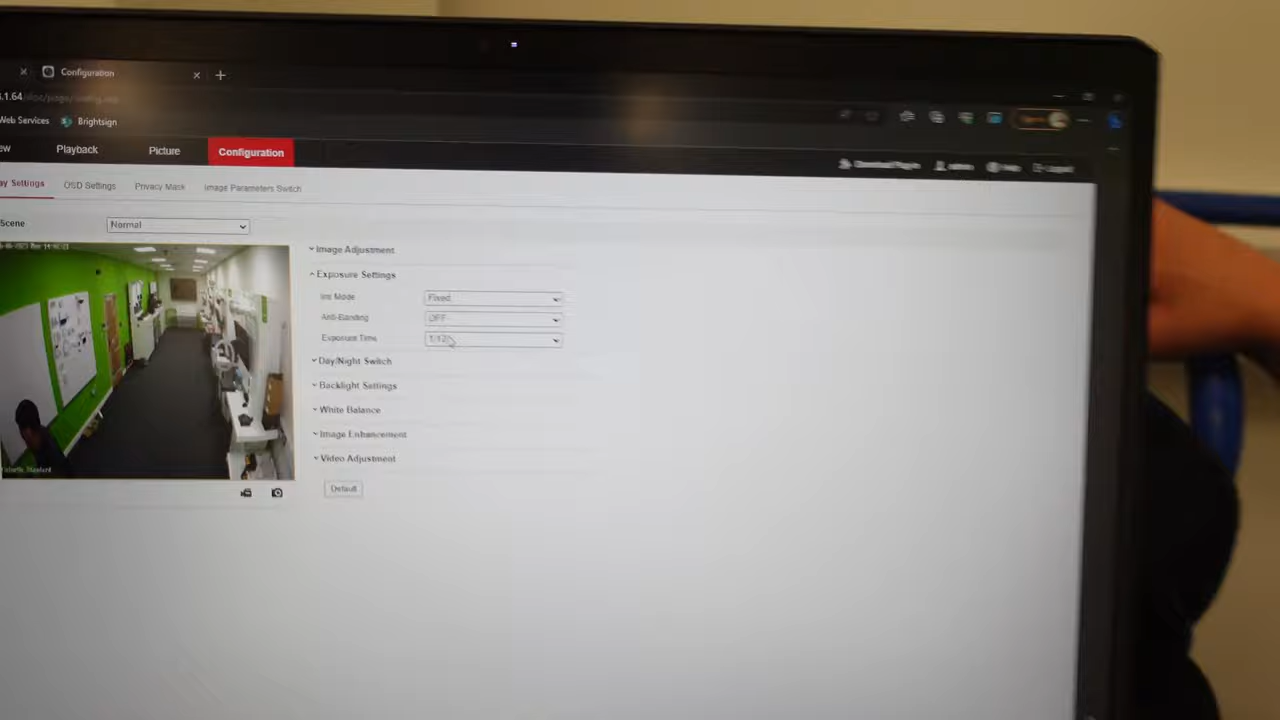 Configuration
.1.64
Web Services Brightsign
ew Playback Picture Configuration
ay Settings OSD Settings Privacy Mask Image Parameters Switch
Scene Normal
Image Adjustment
Exposure Settings
Iris Mode Fixed
Anti-Banding OFF
Exposure Time
Day/Night Switch
Backlight Settings
White Balance
Image Enhancement
Video Adjustment
Default